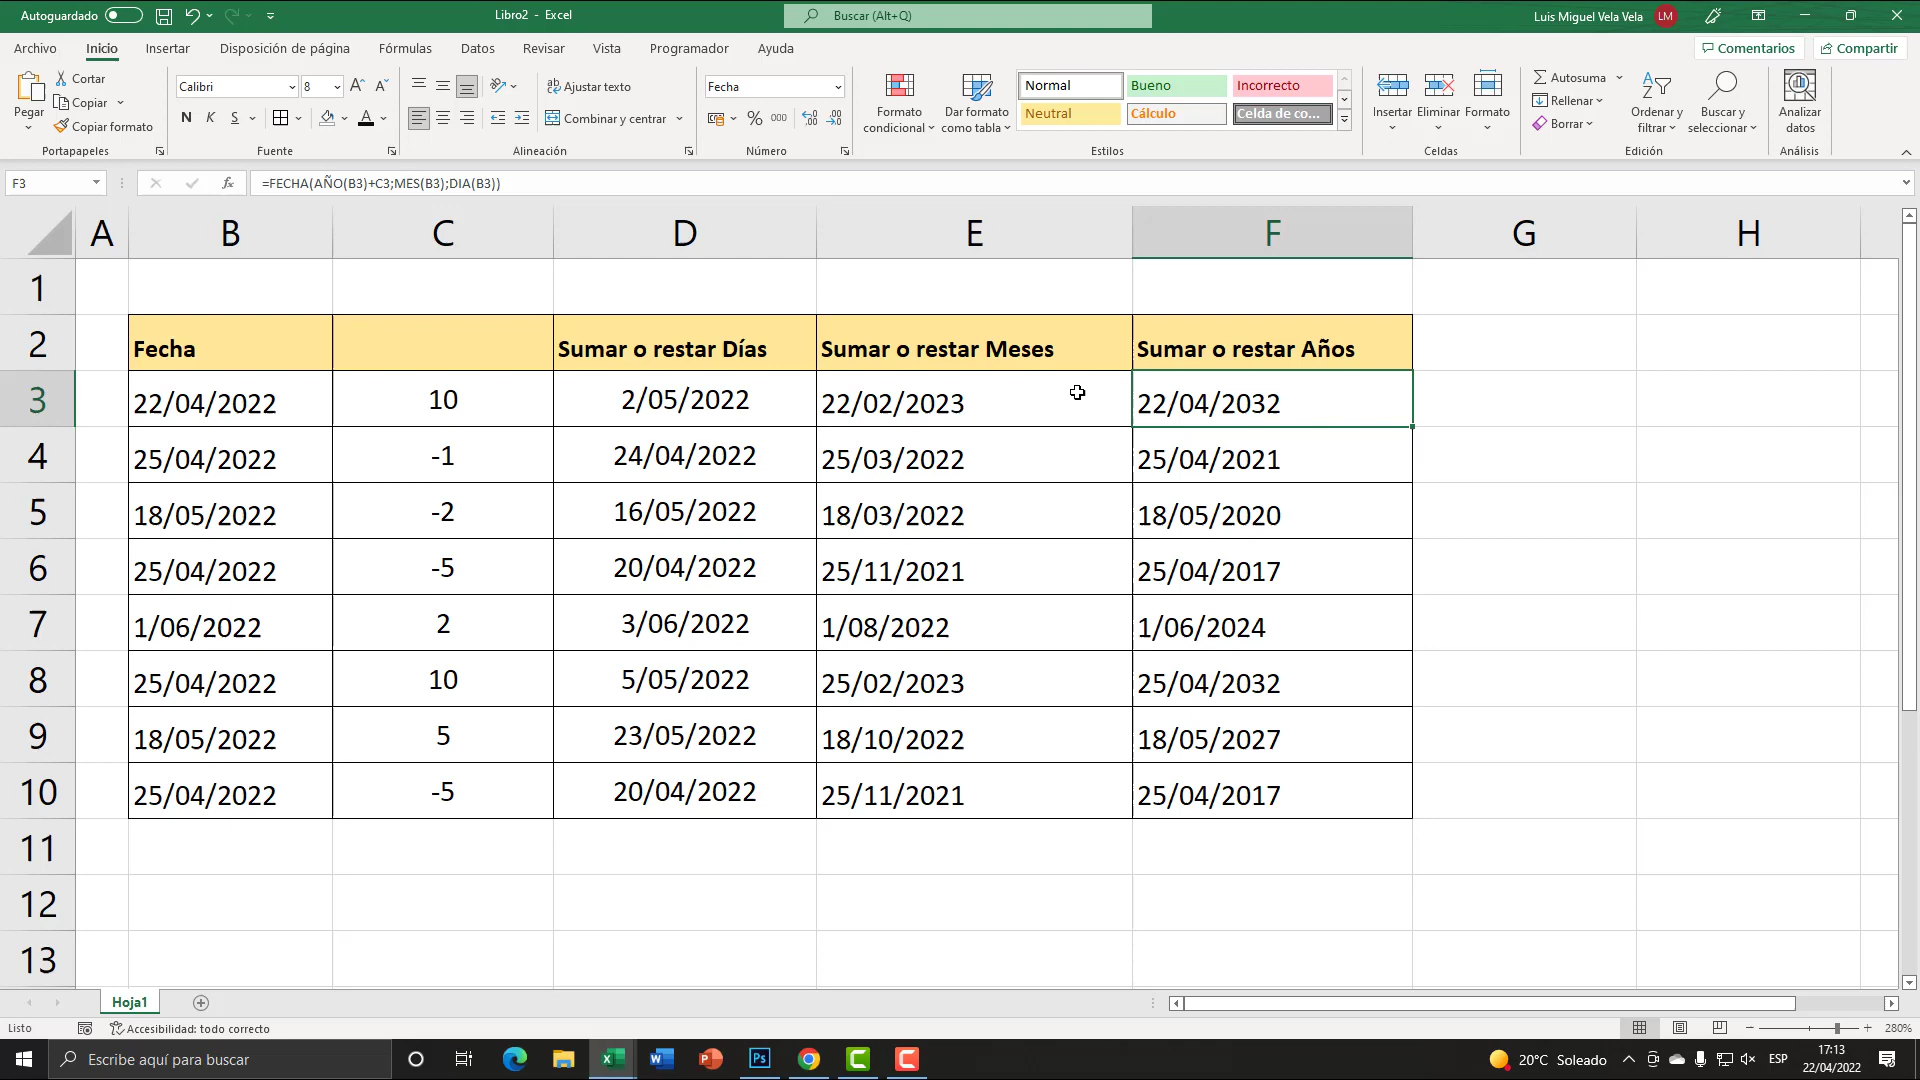 Autoguardado
Libro2 - Excel
Buscar (Alt+Q)
Luis Miguel Vela Vela
LM
Archivo Inicio Insertar Disposición de página Fórmulas Datos Revisar Vista Programador Ayuda
Comentarios Compartir
Pegar
Cortar
Copiar
Copiar formato
Portapapeles
Calibri 8
N K S
Fuente
Ajustar texto
Combinar y centrar
Alineación
Fecha
% 000
Número
Formato condicional
Dar formato como tabla
Normal Bueno Incorrecto
Neutral Cálculo Celda de co...
Estilos
Insertar Eliminar Formato
Celdas
Autosuma
Rellenar
Borrar
Ordenar y filtrar
Buscar y seleccionar
Edición
Analizar datos
Análisis
F3
fx
=FECHA(AÑO(B3)+C3;MES(B3);DIA(B3))
A B C D E F G H
1
2 Fecha Sumar o restar Días Sumar o restar Meses Sumar o restar Años
3 22/04/2022 10 2/05/2022 22/02/2023 22/04/2032
4 25/04/2022 -1 24/04/2022 25/03/2022 25/04/2021
5 18/05/2022 -2 16/05/2022 18/03/2022 18/05/2020
6 25/04/2022 -5 20/04/2022 25/11/2021 25/04/2017
7 1/06/2022 2 3/06/2022 1/08/2022 1/06/2024
8 25/04/2022 10 5/05/2022 25/02/2023 25/04/2032
9 18/05/2022 5 23/05/2022 18/10/2022 18/05/2027
10 25/04/2022 -5 20/04/2022 25/11/2021 25/04/2017
11
12
13
Hoja1
Listo
Accesibilidad: todo correcto
280%
Escribe aquí para buscar
20°C Soleado
ESP
17:13
22/04/2022